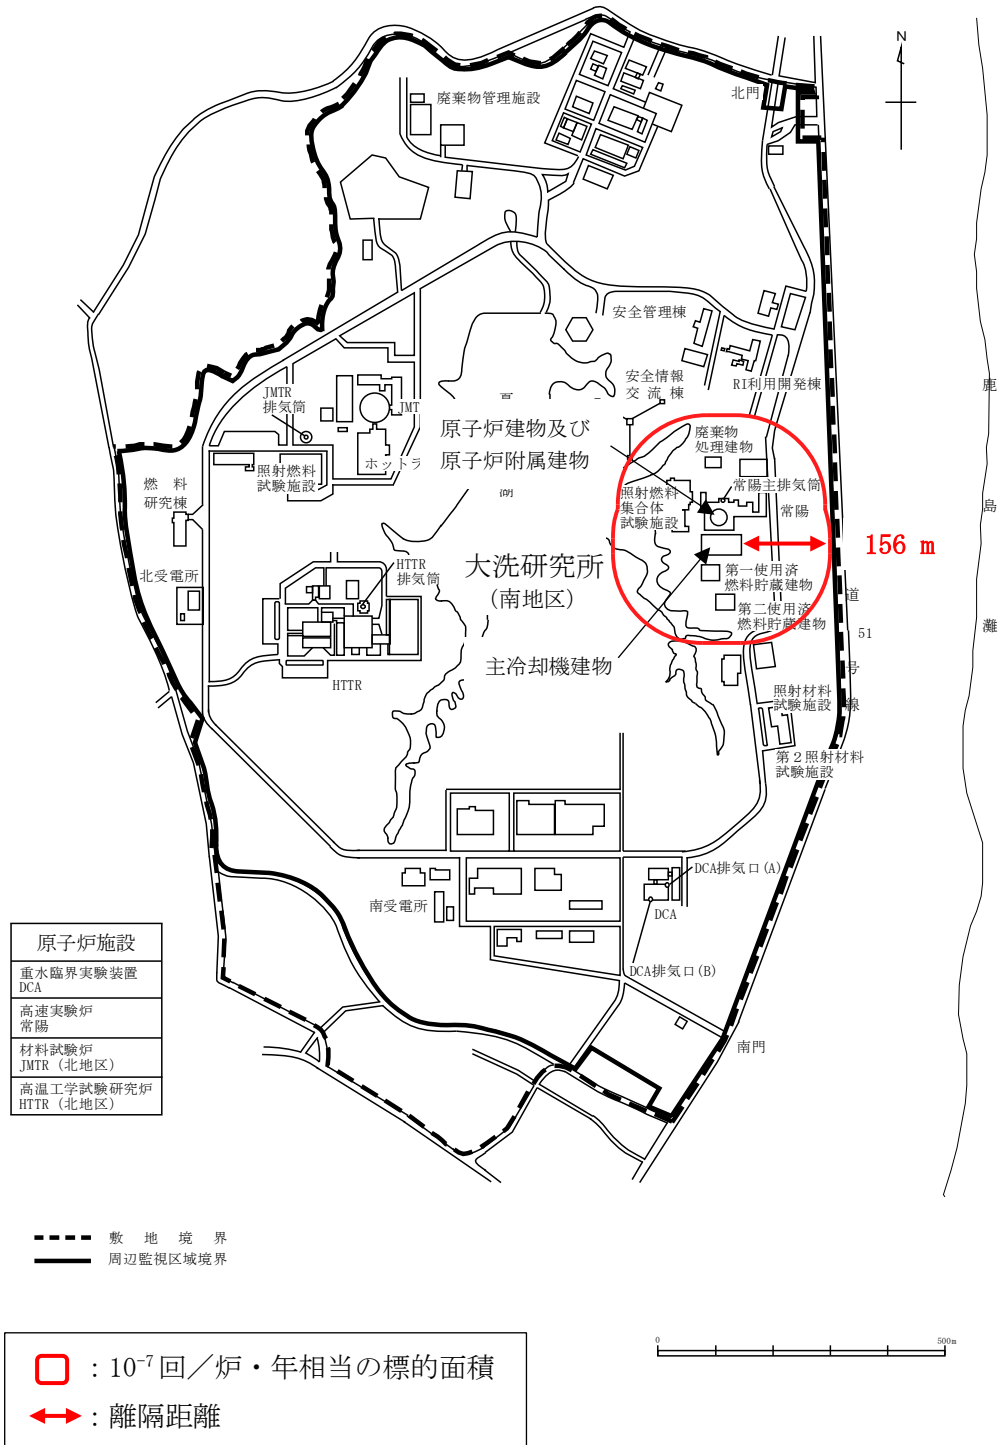 N
北門
廃棄物管理施設
安全管理棟
安全情報
交流棟
RI利用開発棟
鹿
島
灘
夏
湖
JMTR
排気筒
JMT
ホットラ
原子炉建物及び
原子炉附属建物
廃棄物
処理建物
常陽主排気筒
常陽
照射燃料
集合体
試験施設
照射燃料
試験施設
燃料
研究棟
156 m
大洗研究所
(南地区)
HTTR
排気筒
第一使用済
燃料貯蔵建物
第二使用済
燃料貯蔵建物
北受電所
道
51
号
線
主冷却機建物
HTTR
照射材料
試験施設
第2照射材料
試験施設
DCA排気口(A)
DCA
DCA排気口(B)
南受電所
南門
原子炉施設
重水臨界実験装置
DCA
高速実験炉
常陽
材料試験炉
JMTR (北地区)
高温工学試験研究炉
HTTR (北地区)
敷地境界
周辺監視区域境界
0 500m
：10⁻⁷回／炉・年相当の標的面積
：離隔距離